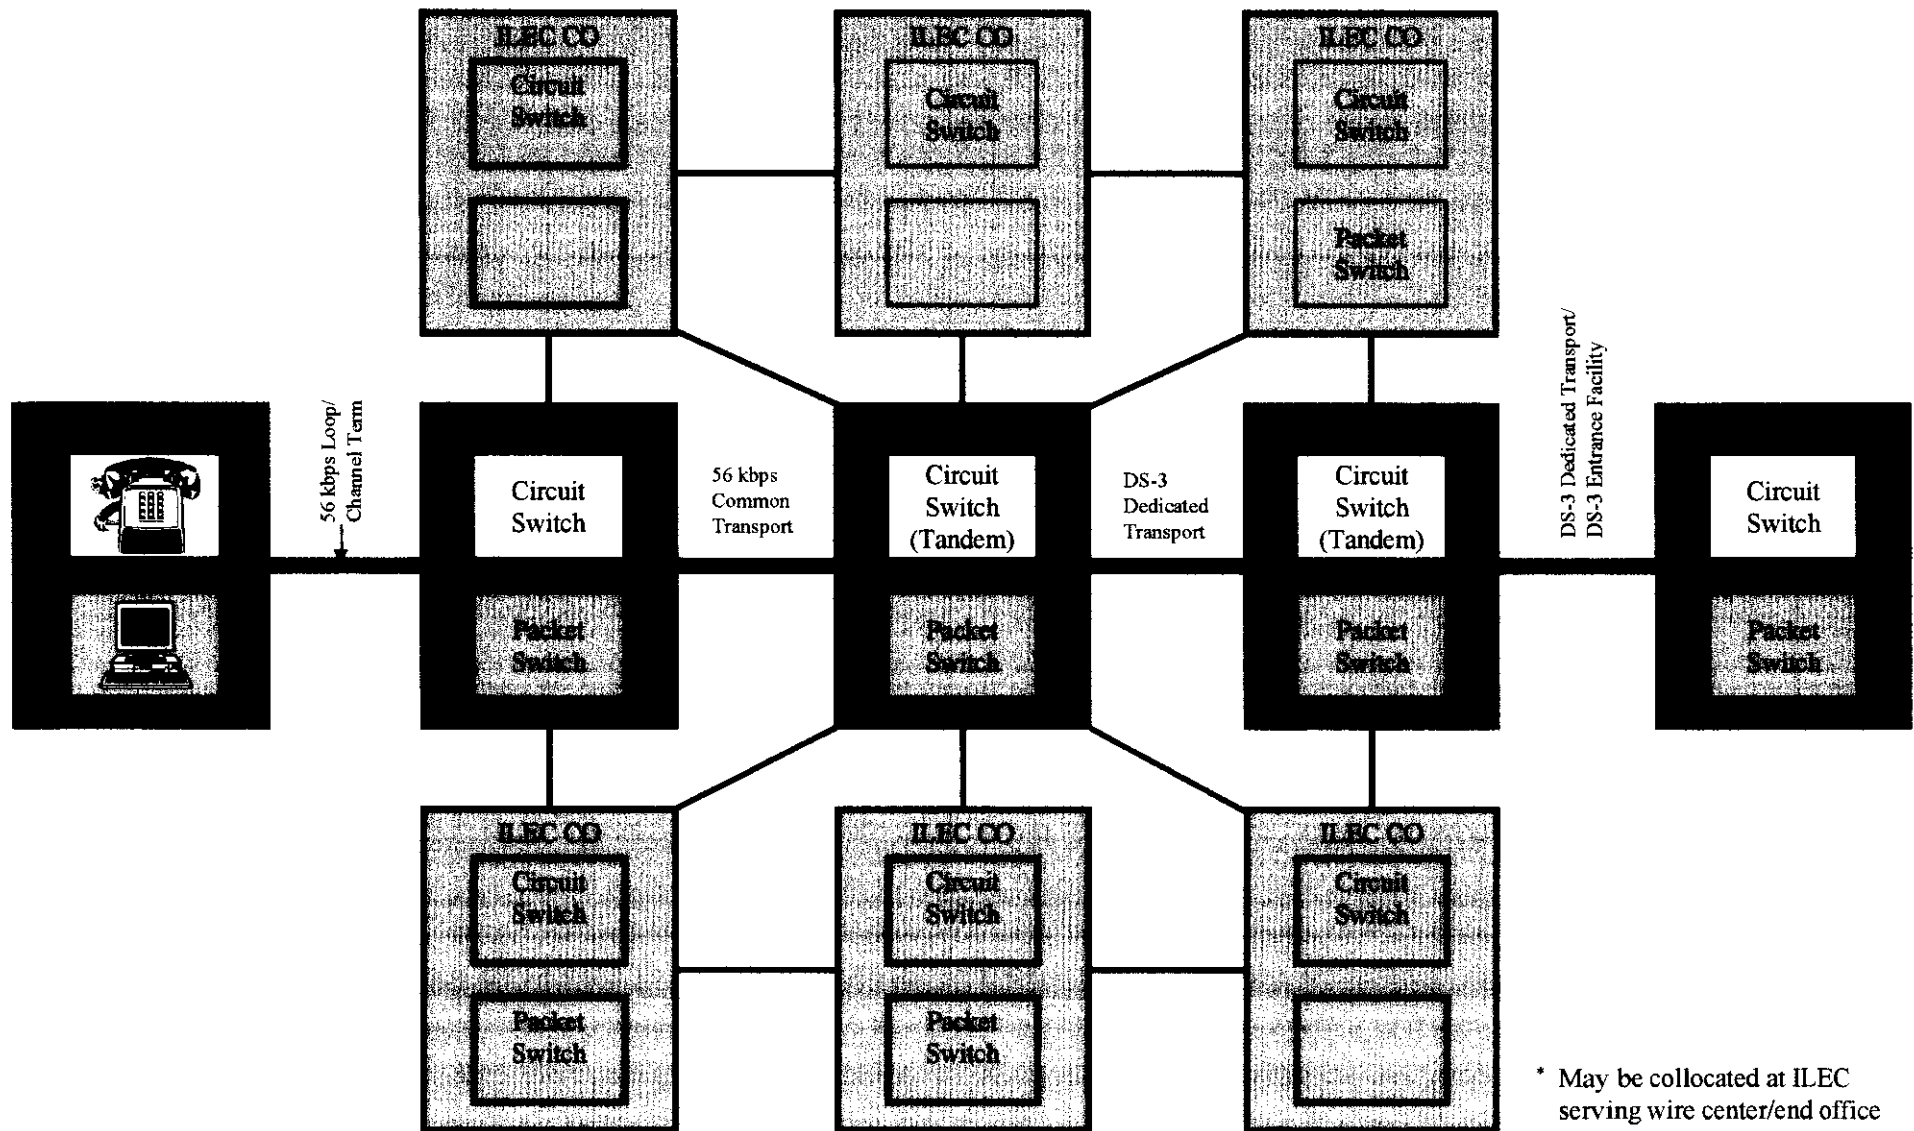 ILEC CO
Circuit
Switch
ILEC CO
Circuit
Switch
ILEC CO
Circuit
Switch
Packet
Switch
56 kbps Loop/
Channel Term
Circuit
Switch
Packet
Switch
56 kbps
Common
Transport
Circuit
Switch
(Tandem)
Packet
Switch
DS-3
Dedicated
Transport
Circuit
Switch
(Tandem)
Packet
Switch
DS-3 Dedicated Transport/
DS-3 Entrance Facility
Circuit
Switch
Packet
Switch
ILEC CO
Circuit
Switch
Packet
Switch
ILEC CO
Circuit
Switch
Packet
Switch
ILEC CO
Circuit
Switch
* May be collocated at ILEC
serving wire center/end office